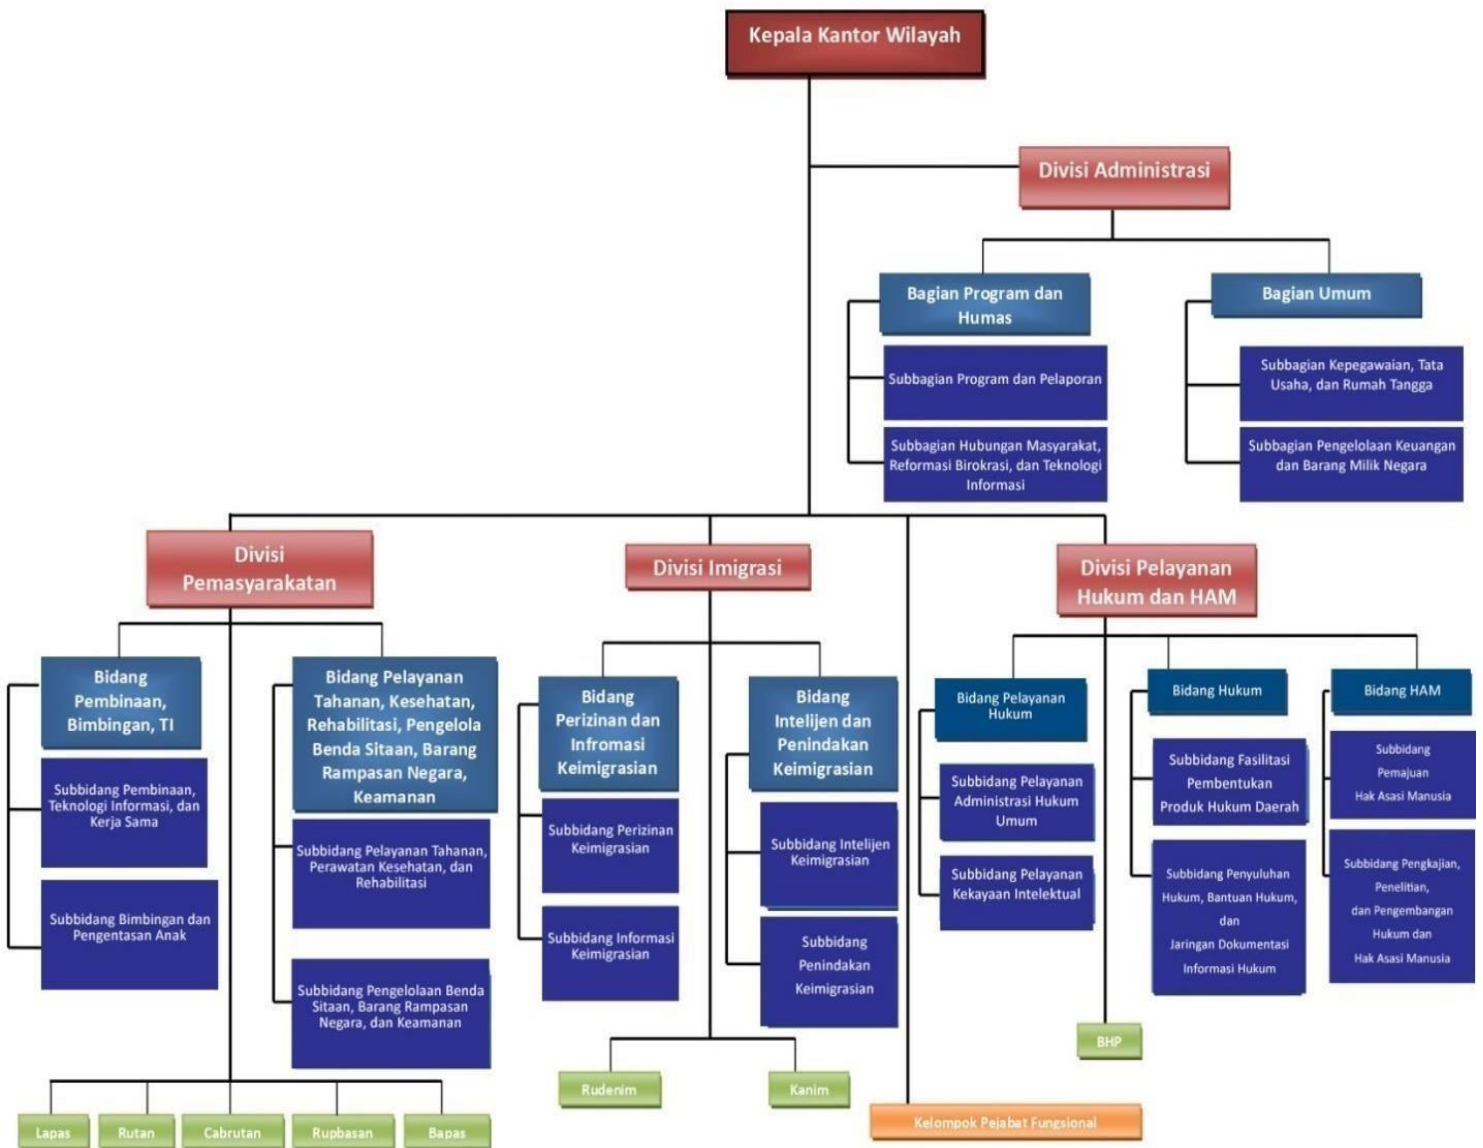 Kepala Kantor Wilayah
Divisi Administrasi
Bagian Program dan
Humas
Subbagian Program dan Pelaporan
Subbagian Hubungan Masyarakat,
Reformasi Birokrasi, dan Teknologi
Informasi
Bagian Umum
Subbagian Kepegawaian, Tata
Usaha, dan Rumah Tangga
Subbagian Pengelolaan Keuangan
dan Barang Milik Negara
Divisi
Pemasyarakatan
Bidang
Pembinaan,
Bimbingan, TI
Subbidang Pembinaan,
Teknologi Informasi, dan
Kerja Sama
Subbidang Bimbingan dan
Pengentasan Anak
Bidang Pelayanan
Tahanan, Kesehatan,
Rehabilitasi, Pengelola
Benda Sitaan, Barang
Rampasan Negara,
Keamanan
Subbidang Pelayanan Tahanan,
Perawatan Kesehatan, dan
Rehabilitasi
Subbidang Pengelolaan Benda
Sitaan, Barang Rampasan
Negara, dan Keamanan
Lapas
Rutan
Cabrutan
Rupbasan
Bapas
Divisi Imigrasi
Bidang
Perizinan dan
Infromasi
Keimigrasian
Subbidang Perizinan
Keimigrasian
Subbidang Informasi
Keimigrasian
Bidang
Intelijen dan
Penindakan
Keimigrasian
Subbidang Intelijen
Keimigrasian
Subbidang
Penindakan
Keimigrasian
Rudenim
Kanim
Kelompok Pejabat Fungsional
Divisi Pelayanan
Hukum dan HAM
Bidang Pelayanan
Hukum
Subbidang Pelayanan
Administrasi Hukum
Umum
Subbidang Pelayanan
Kekayaan Intelektual
Bidang Hukum
Subbidang Fasilitasi
Pembentukan
Produk Hukum Daerah
Subbidang Penyuluhan
Hukum, Bantuan Hukum,
dan
Jaringan Dokumentasi
Informasi Hukum
Bidang HAM
Subbidang
Pemajuan
Hak Asasi Manusia
Subbidang Pengkajian,
Penelitian,
dan Pengembangan
Hukum dan
Hak Asasi Manusia
BHP